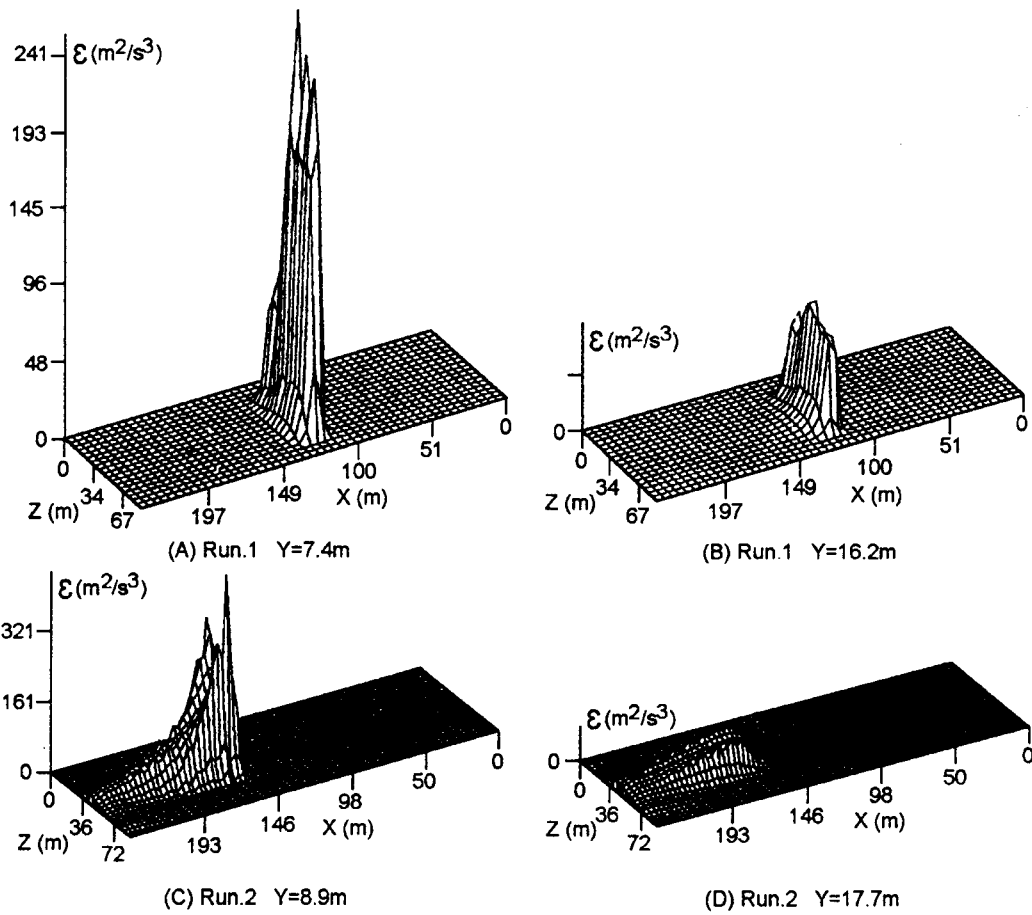 ε(m²/s³)
241
193
145
96
48
0
0
34
67
Z (m)
197
149
100
51
0
X (m)
(A) Run.1 Y=7.4m
ε(m²/s³)
0
0
34
67
Z (m)
197
149
100
51
0
X (m)
(B) Run.1 Y=16.2m
ε(m²/s³)
321
161
0
0
36
72
Z (m)
193
146
98
50
0
X (m)
(C) Run.2 Y=8.9m
ε(m²/s³)
0
0
36
72
Z (m)
193
146
98
50
0
X (m)
(D) Run.2 Y=17.7m